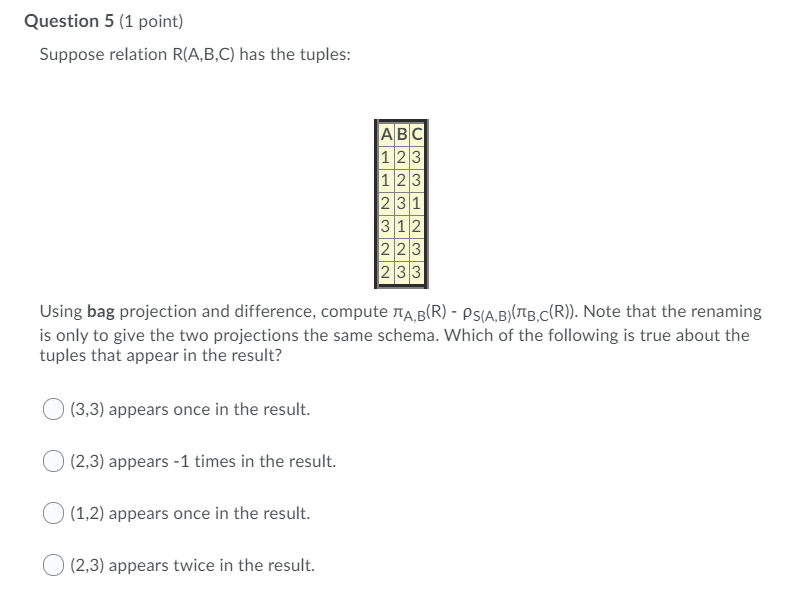 Question 5 (1 point)
Suppose relation R(A,B,C) has the tuples:
A B C
1 2 3
1 2 3
2 3 1
3 1 2
2 2 3
2 3 3
Using bag projection and difference, compute πA,B(R) - ρS(A,B)(πB,C(R)). Note that the renaming
is only to give the two projections the same schema. Which of the following is true about the
tuples that appear in the result?
(3,3) appears once in the result.
(2,3) appears -1 times in the result.
(1,2) appears once in the result.
(2,3) appears twice in the result.